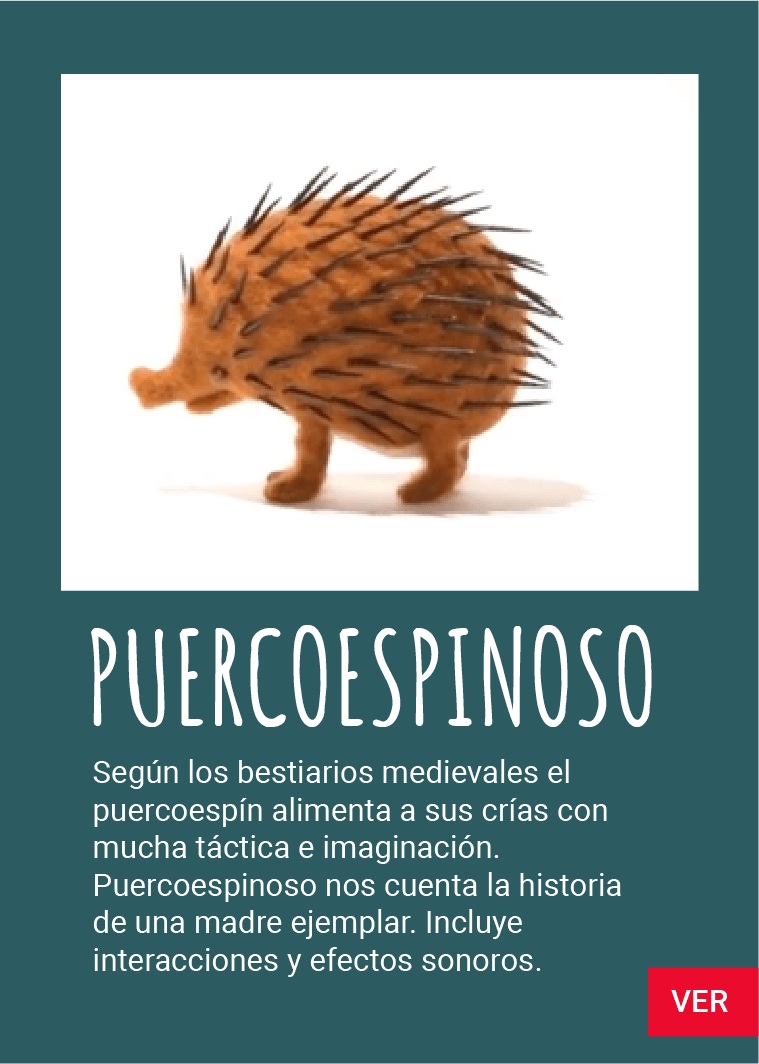 PUERCOESPINOSO
Según los bestiarios medievales el
puercoespín alimenta a sus crías con
mucha táctica e imaginación.
Puercoespinoso nos cuenta la historia
de una madre ejemplar. Incluye
interacciones y efectos sonoros.
VER